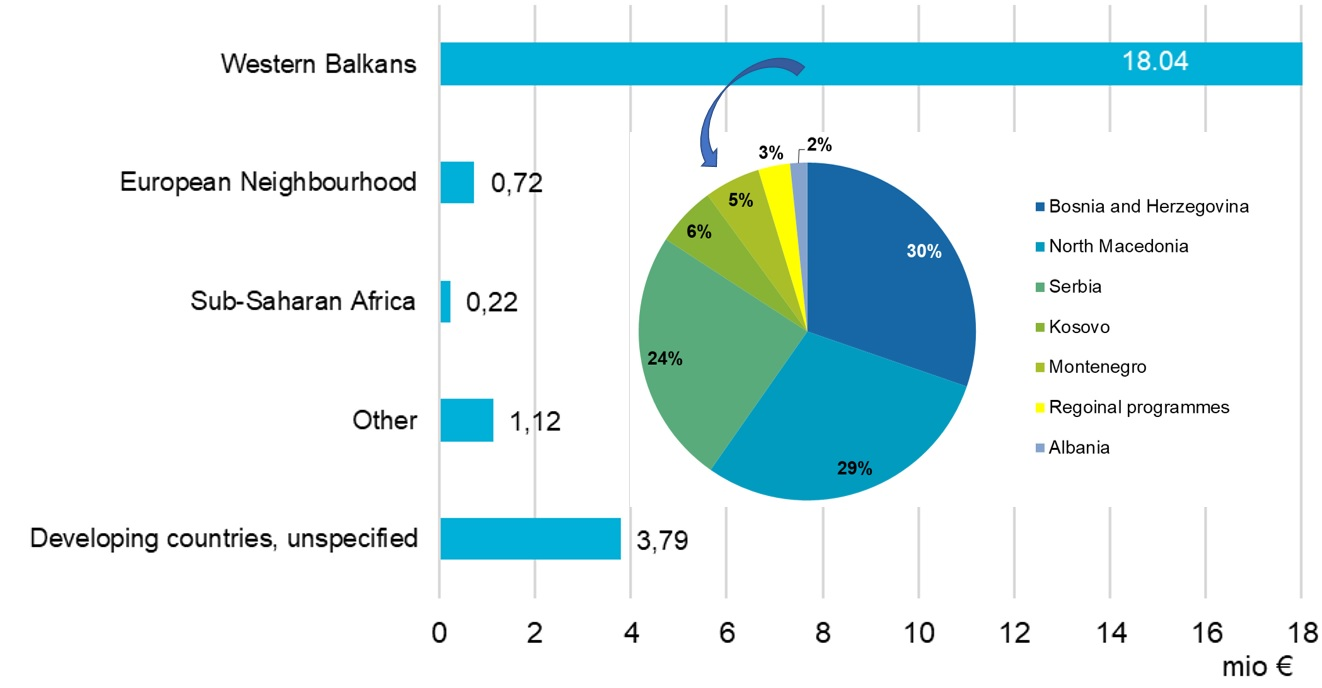 Western Balkans
18.04
European Neighbourhood
0,72
Sub-Saharan Africa
0,22
Other
1,12
Developing countries, unspecified
3,79
3%
2%
5%
6%
30%
24%
29%
Bosnia and Herzegovina
North Macedonia
Serbia
Kosovo
Montenegro
Regoinal programmes
Albania
0 2 4 6 8 10 12 14 16 18
mio €